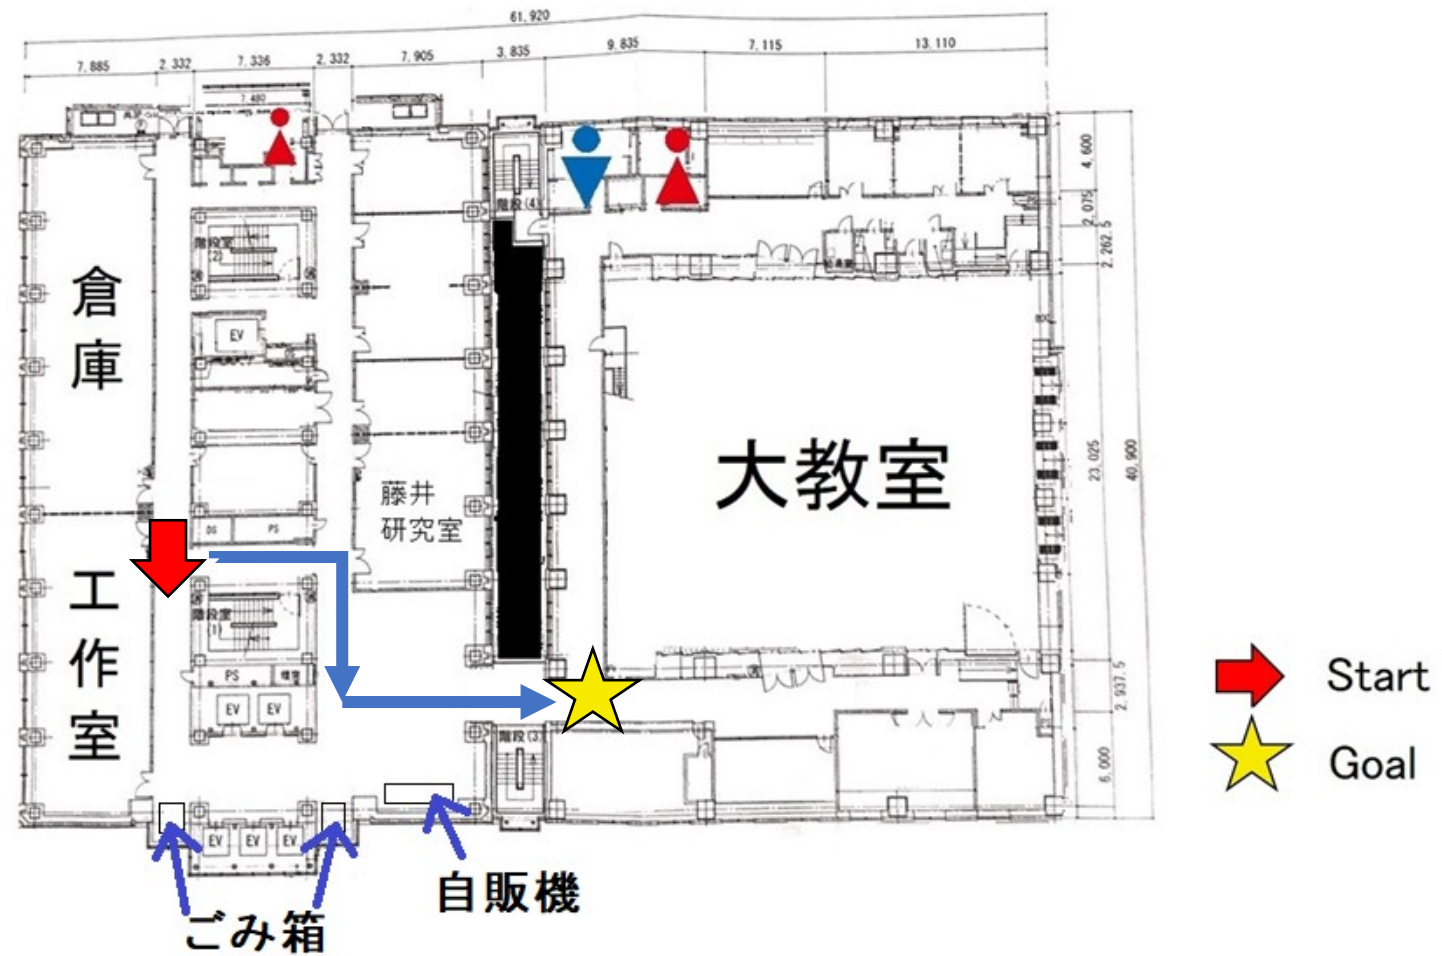 61,920
7,885
2,332
7,336
2,332
7,905
3,835
9,835
7,115
13,110
7,480
4,600
2,075
2,262.5
23,025
40,900
2,937.5
6,000
階段(4)
階段室
(2)
EV
倉
庫
大教室
藤井
研究室
DS
PS
工
作
室
階段室
(1)
PS
EV
EV
階段(3)
EV
EV
EV
Start
Goal
自販機
ごみ箱